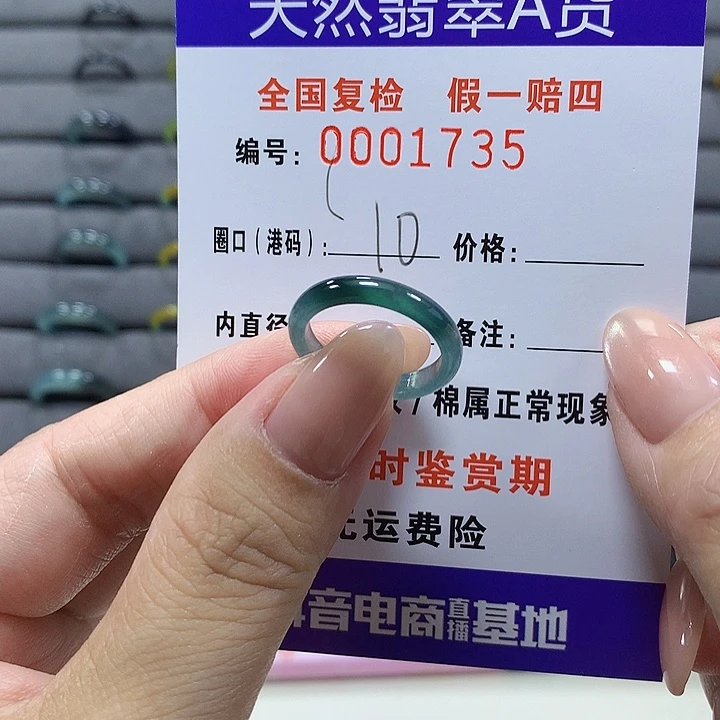 天然翡翠A货
全国复检 假一赔四
编号: 0001735
圈口(港码): 10 价格:
内直径 备注:
/棉属正常现象
时鉴赏期
运费险
音电商直播基地